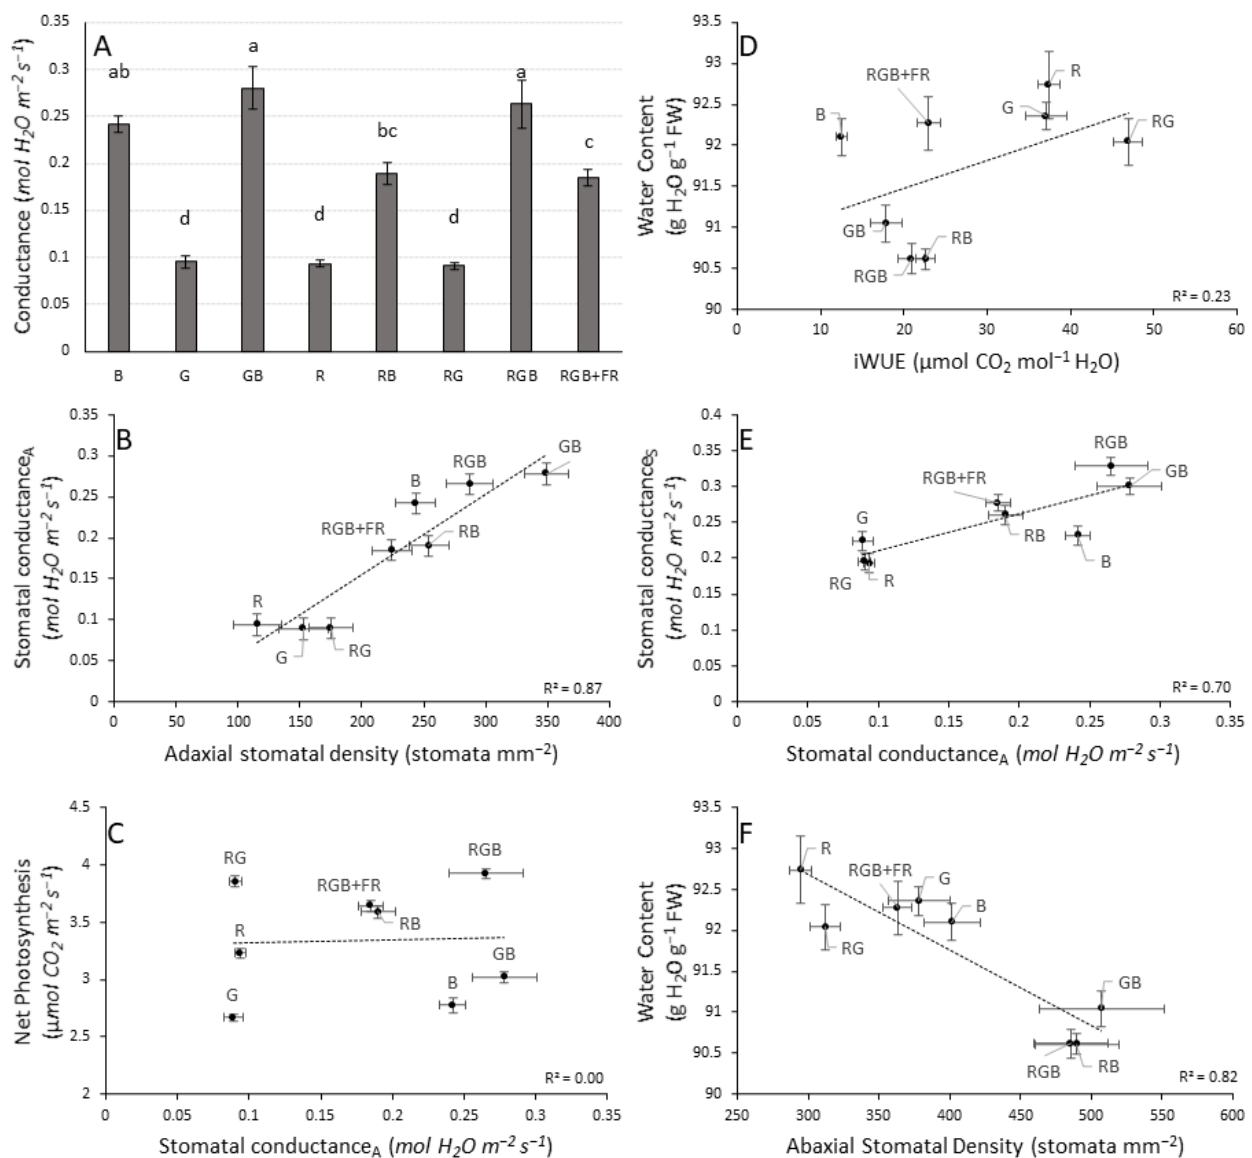 A
Conductance (mol H₂O m⁻² s⁻¹)
0.35
0.3
0.25
0.2
0.15
0.1
0.05
0
ab
d
a
d
bc
d
a
c
B
G
GB
R
RB
RG
RGB
RGB+FR
D
Water Content
(g H₂O g⁻¹ FW)
93.5
93
92.5
92
91.5
91
90.5
90
B
RGB+FR
R
G
RG
GB
RGB
RB
R² = 0.23
0
10
20
30
40
50
60
iWUE (µmol CO₂ mol⁻¹ H₂O)
B
Stomatal conductance_A
(mol H₂O m⁻² s⁻¹)
0.35
0.3
0.25
0.2
0.15
0.1
0.05
0
GB
RGB
B
RGB+FR
RB
R
G
RG
R² = 0.87
0
50
100
150
200
250
300
350
400
Adaxial stomatal density (stomata mm⁻²)
E
Stomatal conductance_S
(mol H₂O m⁻² s⁻¹)
0.4
0.35
0.3
0.25
0.2
0.15
0.1
0.05
0
RGB
GB
RGB+FR
G
RB
B
RG
R
R² = 0.70
0
0.05
0.1
0.15
0.2
0.25
0.3
0.35
Stomatal conductance_A (mol H₂O m⁻² s⁻¹)
C
Net Photosynthesis
(µmol CO₂ m⁻² s⁻¹)
4.5
4
3.5
3
2.5
2
RG
RGB
RGB+FR
RB
R
GB
B
G
R² = 0.00
0
0.05
0.1
0.15
0.2
0.25
0.3
0.35
Stomatal conductance_A (mol H₂O m⁻² s⁻¹)
F
Water Content
(g H₂O g⁻¹ FW)
93.5
93
92.5
92
91.5
91
90.5
90
R
RGB+FR
G
B
RG
GB
RGB
RB
R² = 0.82
250
300
350
400
450
500
550
600
Abaxial Stomatal Density (stomata mm⁻²)